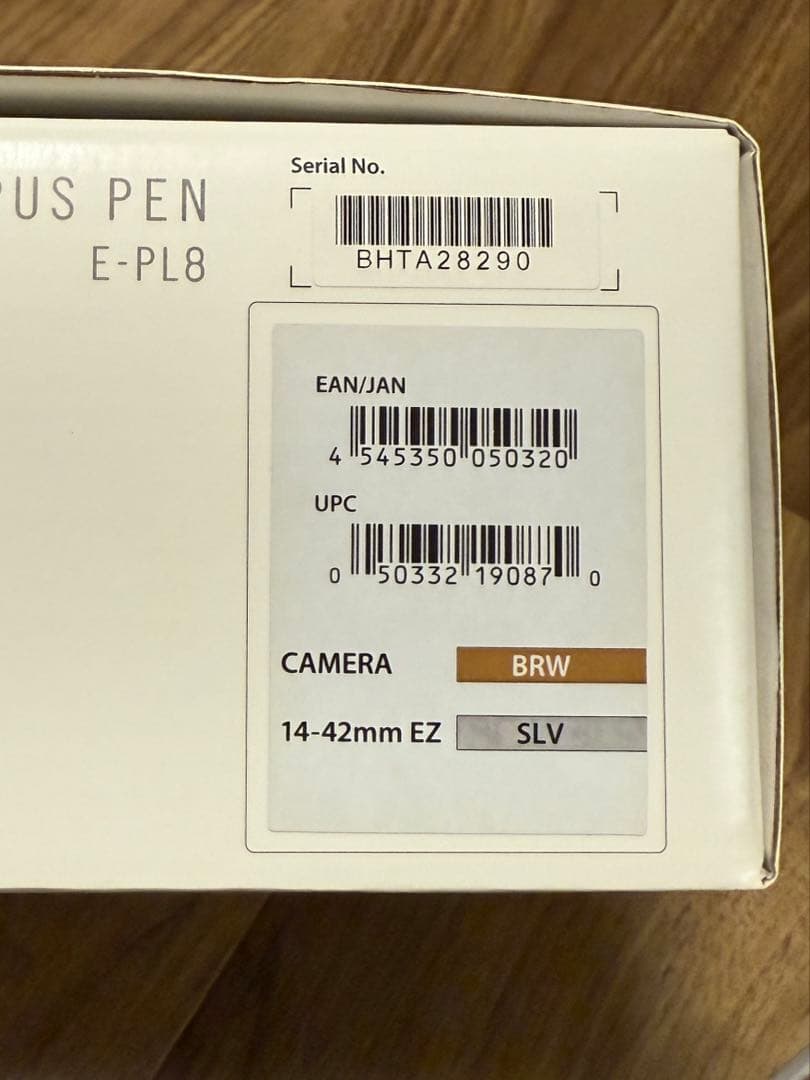 PUS PEN
E-PL8
Serial No.
BHTA28290
EAN/JAN
4 545350 050320
UPC
0 50332 19087 0
CAMERA BRW
14-42mm EZ SLV